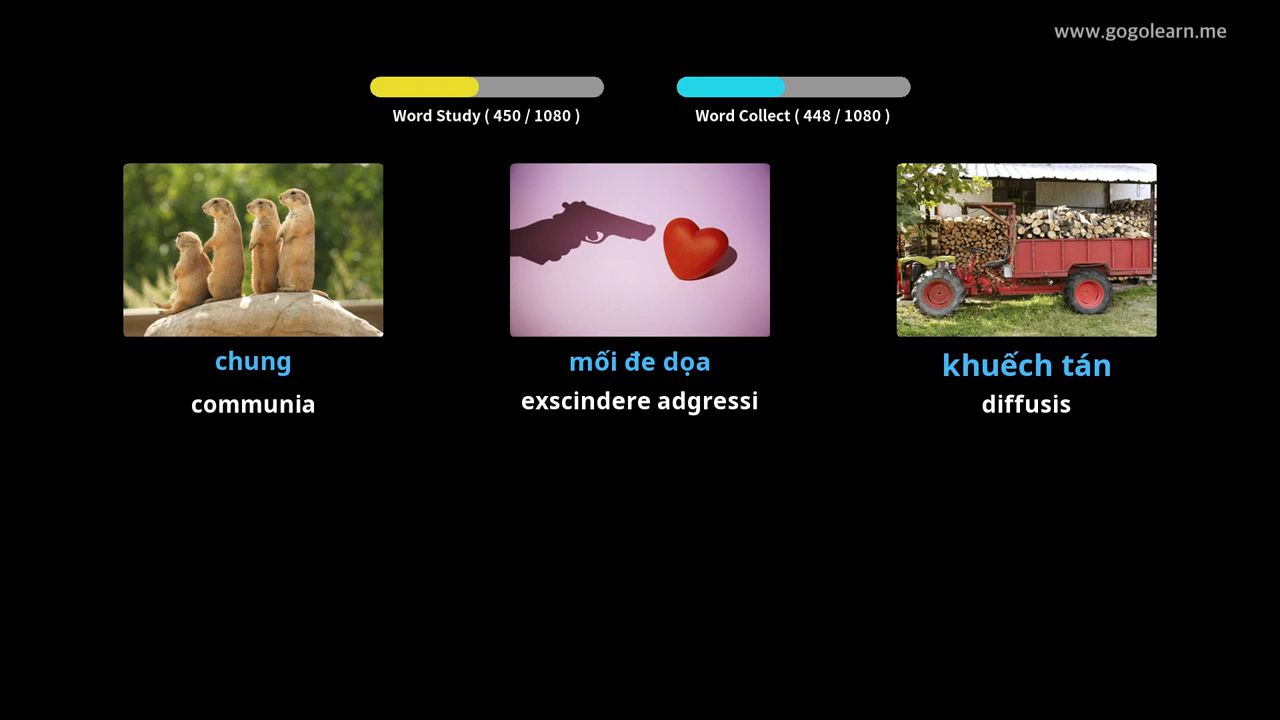 www.gogolearn.me
Word Study ( 450 / 1080 )
Word Collect ( 448 / 1080 )
chung
mối đe dọa
khuếch tán
communia
exscindere adgressi
diffusis